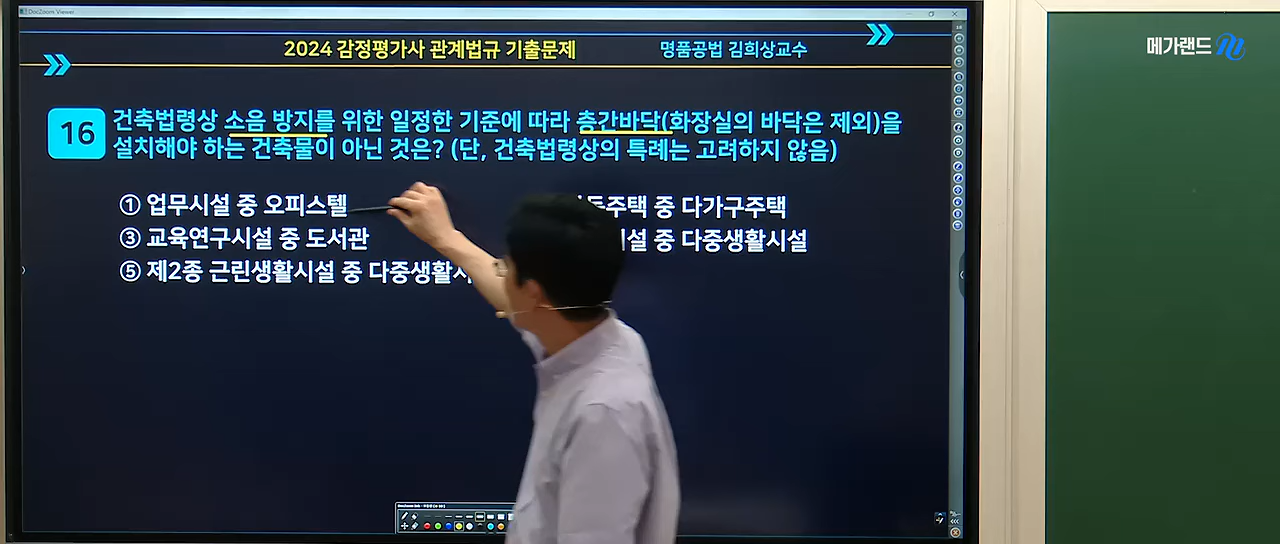 DocZoom Viewer
2024 감정평가사 관계법규 기출문제
명품공법 김희상교수
메가랜드
16 건축법령상 소음 방지를 위한 일정한 기준에 따라 층간바닥(화장실의 바닥은 제외)을
설치해야 하는 건축물이 아닌 것은? (단, 건축법령상의 특례는 고려하지 않음)
① 업무시설 중 오피스텔
주택 중 다가구주택
③ 교육연구시설 중 도서관
시설 중 다중생활시설
⑤ 제2종 근린생활시설 중 다중생활